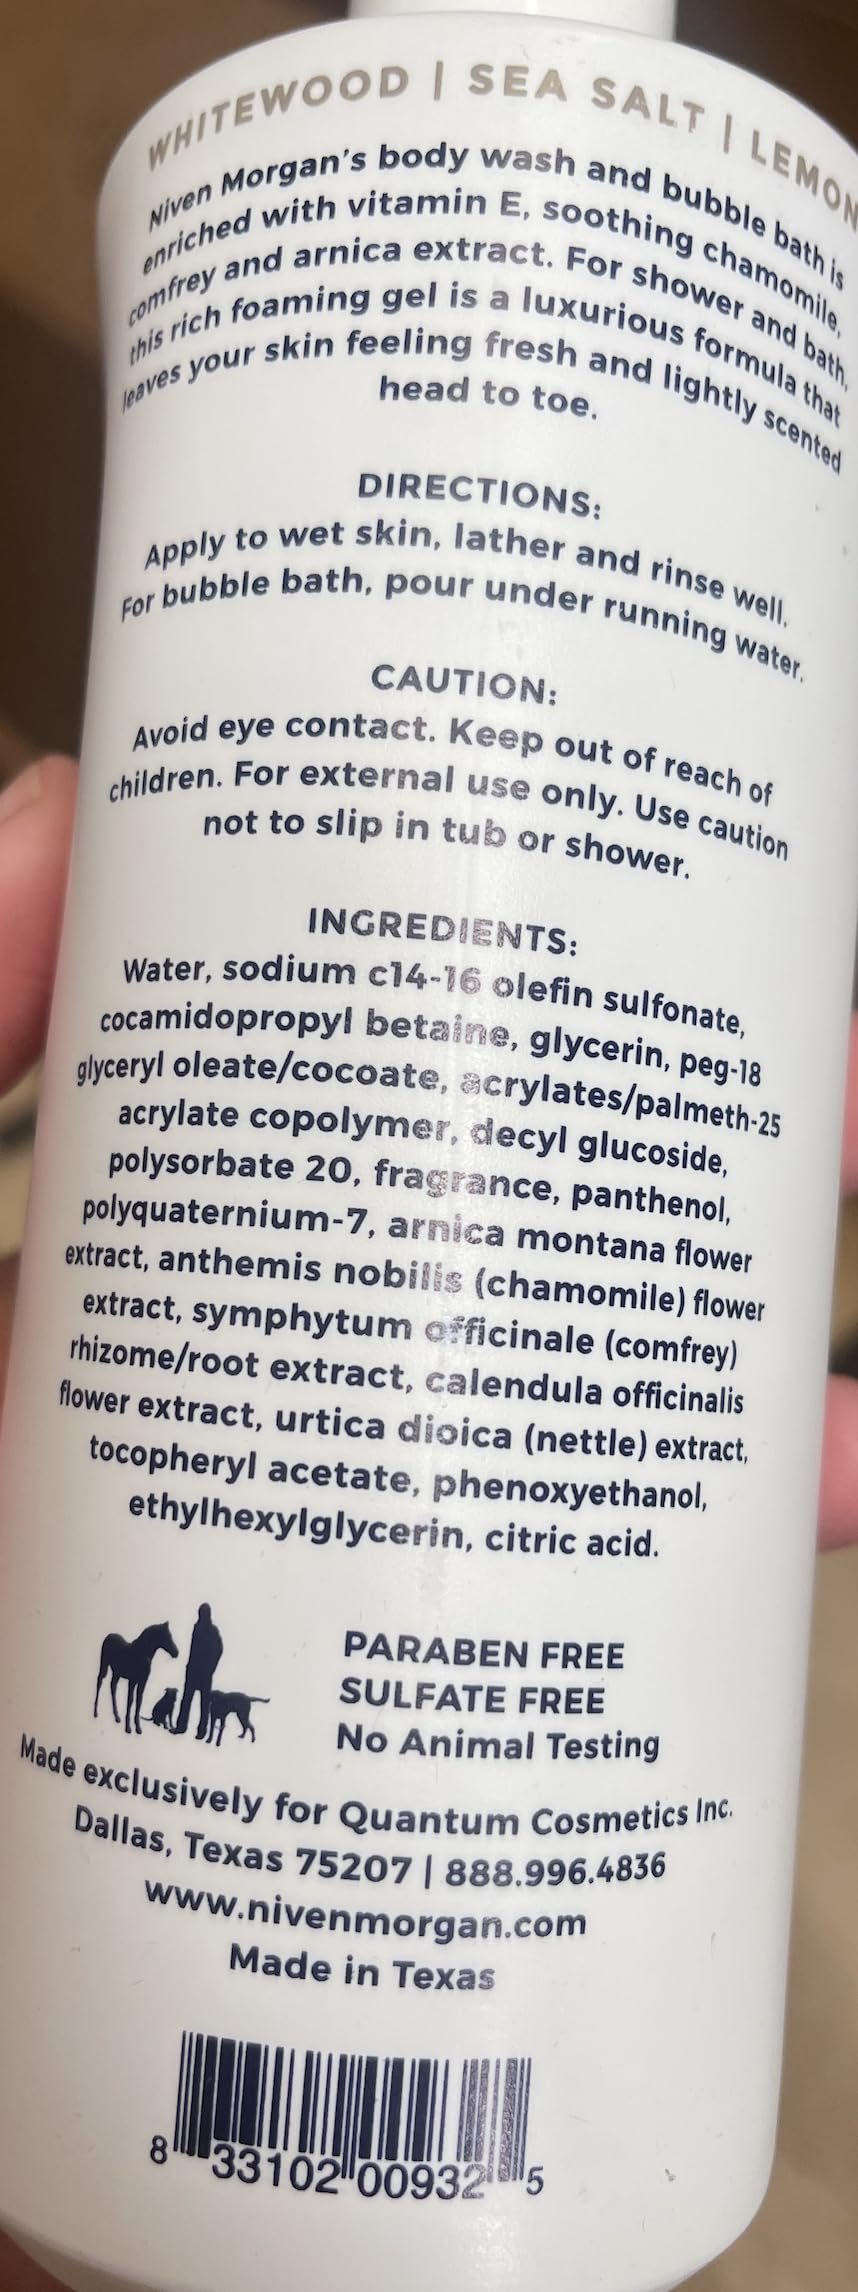 WHITEWOOD | SEA SALT | LEMON
Niven Morgan's body wash and bubble bath is
enriched with vitamin E, soothing chamomile,
comfrey and arnica extract. For shower and bath,
this rich foaming gel is a luxurious formula that
leaves your skin feeling fresh and lightly scented
head to toe.
DIRECTIONS:
Apply to wet skin, lather and rinse well.
For bubble bath, pour under running water.
CAUTION:
Avoid eye contact. Keep out of reach of
children. For external use only. Use caution
not to slip in tub or shower.
INGREDIENTS:
Water, sodium c14-16 olefin sulfonate,
cocamidopropyl betaine, glycerin, peg-18
glyceryl oleate/cocoate, acrylates/palmeth-25
acrylate copolymer, decyl glucoside,
polysorbate 20, fragrance, panthenol,
polyquaternium-7, arnica montana flower
extract, anthemis nobilis (chamomile) flower
extract, symphytum officinale (comfrey)
rhizome/root extract, calendula officinalis
flower extract, urtica dioica (nettle) extract,
tocopheryl acetate, phenoxyethanol,
ethylhexylglycerin, citric acid.
PARABEN FREE
SULFATE FREE
No Animal Testing
Made exclusively for Quantum Cosmetics Inc.
Dallas, Texas 75207 | 888.996.4836
www.nivenmorgan.com
Made in Texas
8 33102 00932 5